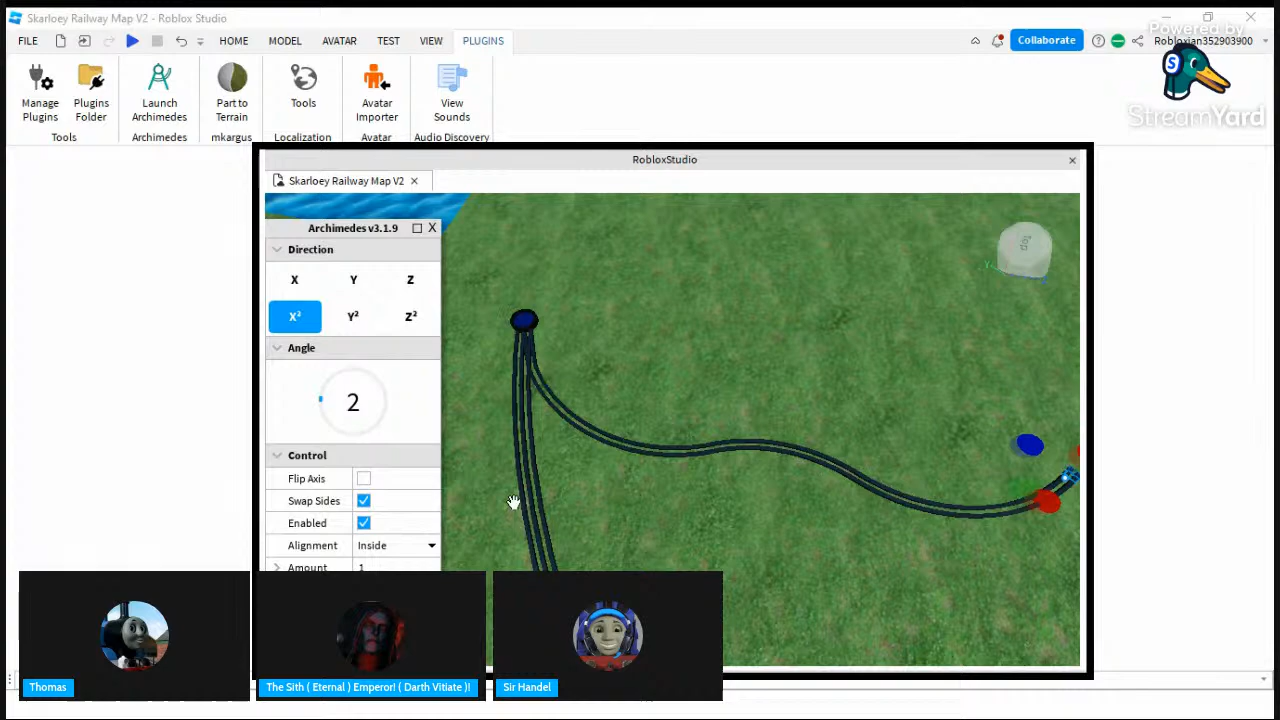 Skarloey Railway Map V2 - Roblox Studio
Powered by
FILE HOME MODEL AVATAR TEST VIEW PLUGINS Collaborate Robloxian352903900
S
StreamYard
Manage Plugins
Plugins Folder
Launch Archimedes
Part to Terrain
Tools
Avatar Importer
View Sounds
Tools Archimedes mkargus Localization Avatar Audio Discovery
RobloxStudio
Skarloey Railway Map V2
Archimedes v3.1.9 X
Direction
X Y Z
X² Y² Z²
Angle
2
Control
Flip Axis
Swap Sides
Enabled
Alignment Inside
Amount 1
Thomas
The Sith ( Eternal ) Emperor! ( Darth Vitiate )!
Sir Handel